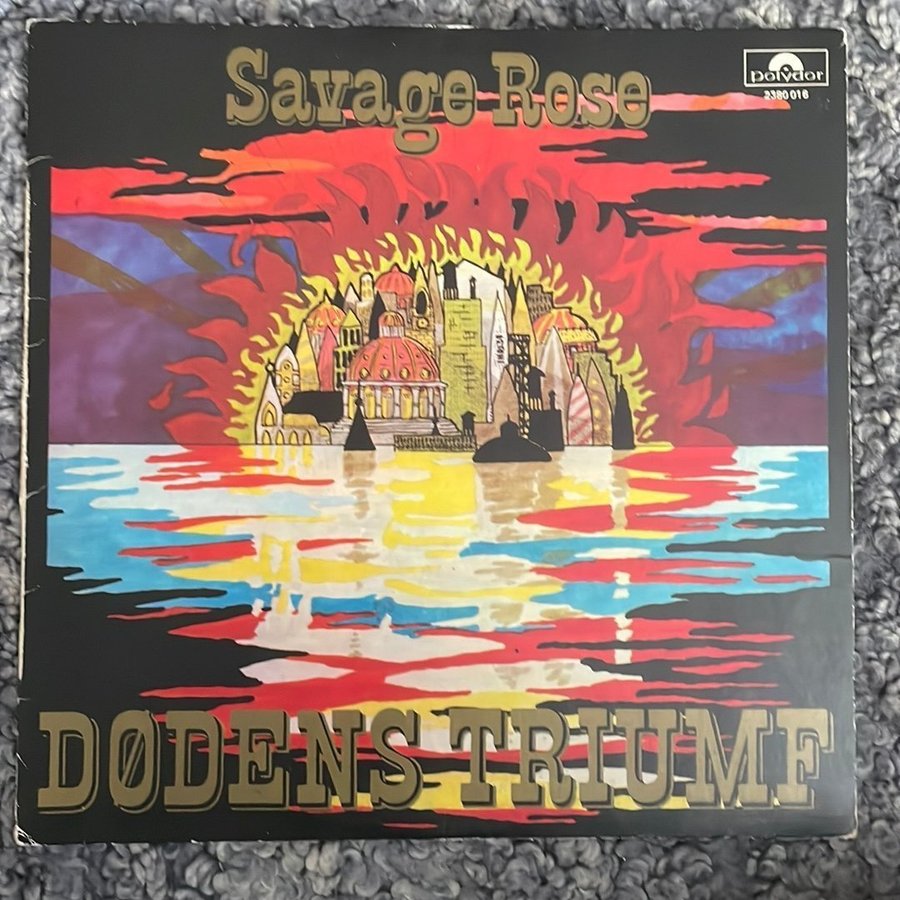 Savage Rose
polydor
2380 016
DØDENS TRIUMF